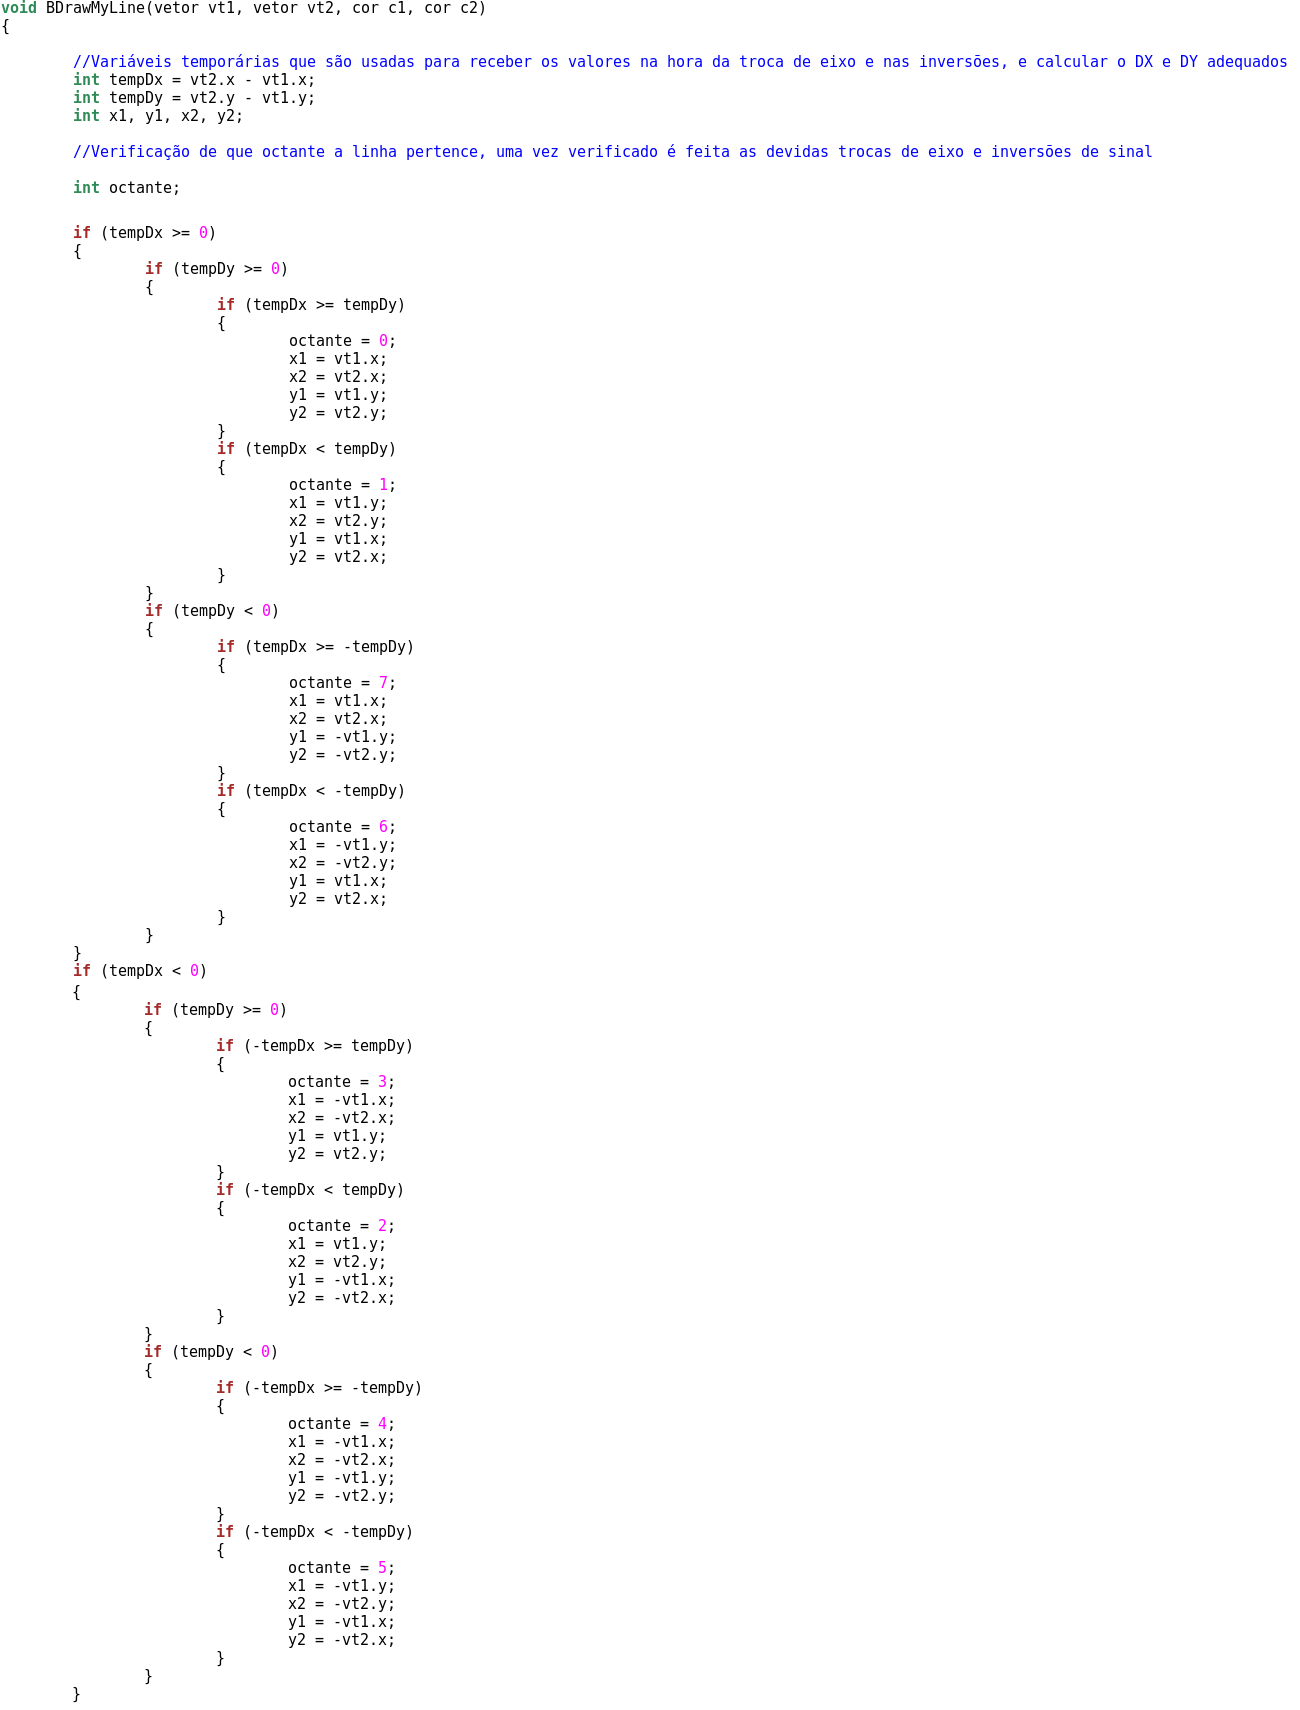 void BDrawMyLine(vetor vt1, vetor vt2, cor c1, cor c2)
{
//Variáveis temporárias que são usadas para receber os valores na hora da troca de eixo e nas inversões, e calcular o DX e DY adequados
int tempDx = vt2.x - vt1.x;
int tempDy = vt2.y - vt1.y;
int x1, y1, x2, y2;
//Verificação de que octante a linha pertence, uma vez verificado é feita as devidas trocas de eixo e inversões de sinal
int octante;
if (tempDx >= 0)
{
if (tempDy >= 0)
{
if (tempDx >= tempDy)
{
octante = 0;
x1 = vt1.x;
x2 = vt2.x;
y1 = vt1.y;
y2 = vt2.y;
}
if (tempDx < tempDy)
{
octante = 1;
x1 = vt1.y;
x2 = vt2.y;
y1 = vt1.x;
y2 = vt2.x;
}
}
if (tempDy < 0)
{
if (tempDx >= -tempDy)
{
octante = 7;
x1 = vt1.x;
x2 = vt2.x;
y1 = -vt1.y;
y2 = -vt2.y;
}
if (tempDx < -tempDy)
{
octante = 6;
x1 = -vt1.y;
x2 = -vt2.y;
y1 = vt1.x;
y2 = vt2.x;
}
}
}
if (tempDx < 0)
{
if (tempDy >= 0)
{
if (-tempDx >= tempDy)
{
octante = 3;
x1 = -vt1.x;
x2 = -vt2.x;
y1 = vt1.y;
y2 = vt2.y;
}
if (-tempDx < tempDy)
{
octante = 2;
x1 = vt1.y;
x2 = vt2.y;
y1 = -vt1.x;
y2 = -vt2.x;
}
}
if (tempDy < 0)
{
if (-tempDx >= -tempDy)
{
octante = 4;
x1 = -vt1.x;
x2 = -vt2.x;
y1 = -vt1.y;
y2 = -vt2.y;
}
if (-tempDx < -tempDy)
{
octante = 5;
x1 = -vt1.y;
x2 = -vt2.y;
y1 = -vt1.x;
y2 = -vt2.x;
}
}
}